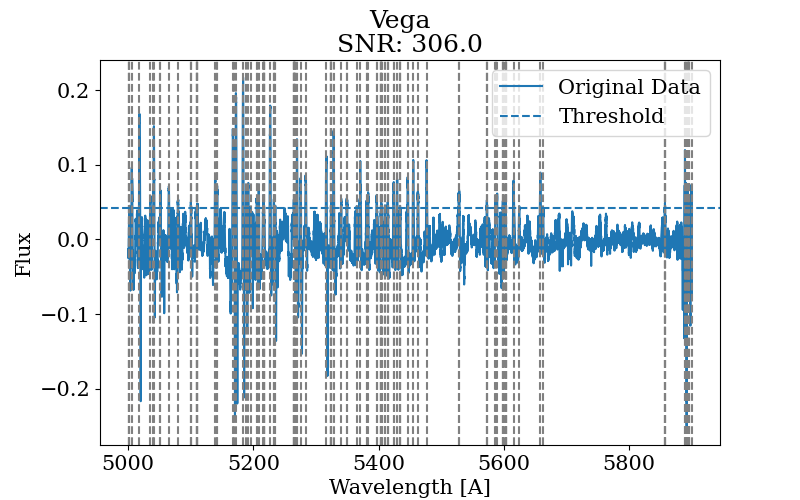 Vega
SNR: 306.0
Original Data
Threshold
0.2
0.1
0.0
−0.1
−0.2
Flux
5000 5200 5400 5600 5800
Wavelength [A]